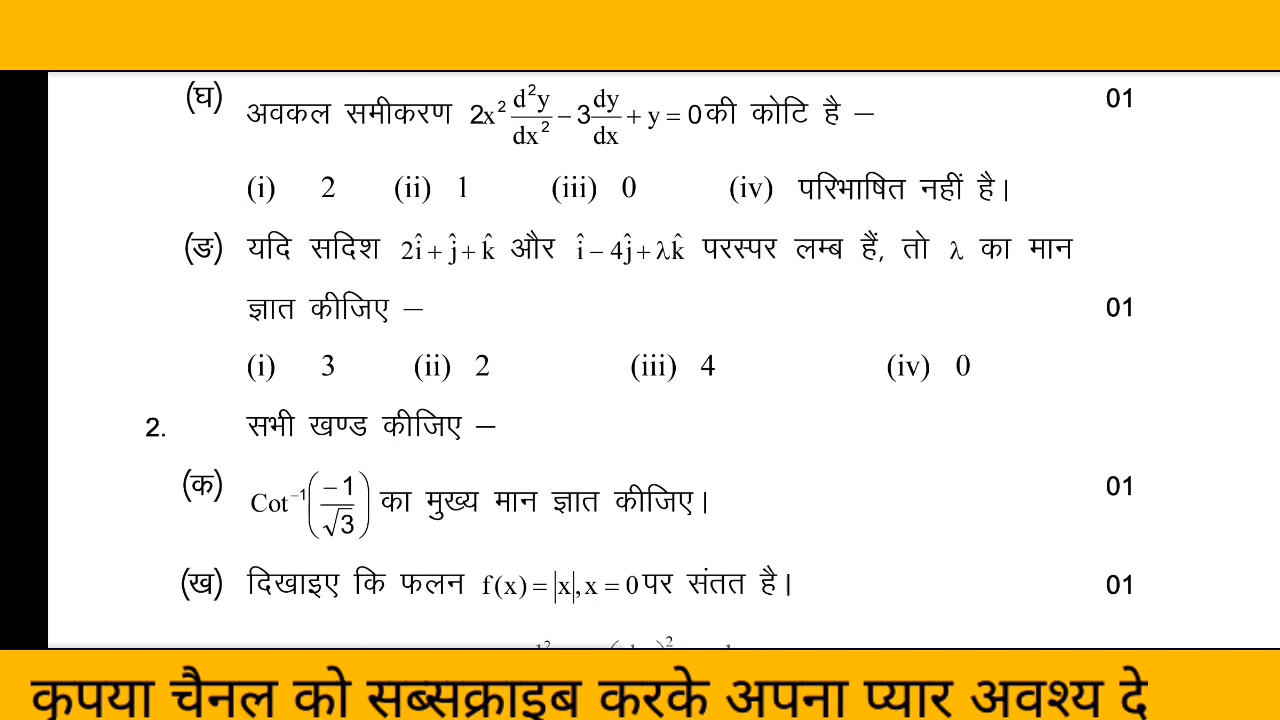 (घ) अवकल समीकरण 2x² d²y/dx² − 3 dy/dx + y = 0 की कोटि है – 01
(i) 2 (ii) 1 (iii) 0 (iv) परिभाषित नहीं है।
(ङ) यदि सदिश 2î + ĵ + k̂ और î − 4ĵ + λk̂ परस्पर लम्ब हैं, तो λ का मान
ज्ञात कीजिए – 01
(i) 3 (ii) 2 (iii) 4 (iv) 0
2. सभी खण्ड कीजिए –
(क) Cot⁻¹(−1/√3) का मुख्य मान ज्ञात कीजिए। 01
(ख) दिखाइए कि फलन f(x) = |x|, x = 0 पर संतत है। 01
कृपया चैनल को सब्सक्राइब करके अपना प्यार अवश्य दे